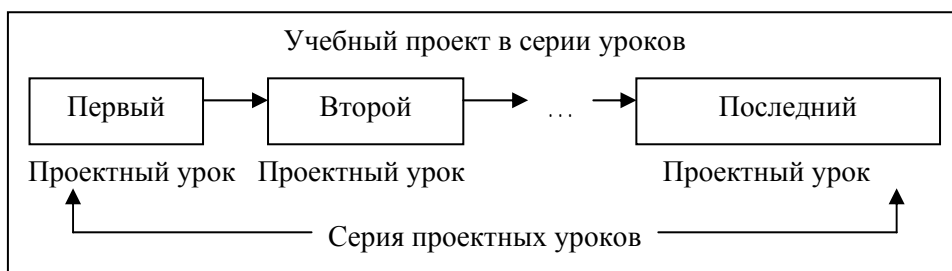 Учебный проект в серии уроков
Первый Второй ... Последний
Проектный урок Проектный урок Проектный урок
Серия проектных уроков